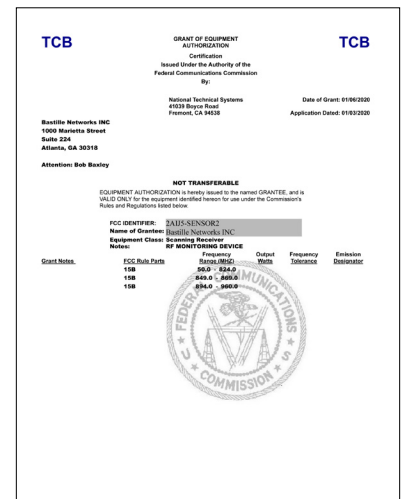 TCB
GRANT OF EQUIPMENT
AUTHORIZATION
TCB
Certification
Issued Under the Authority of the
Federal Communications Commission
By:
National Technical Systems
41039 Boyce Road
Fremont, CA 94538
Date of Grant: 01/06/2020
Application Dated: 01/03/2020
Bastille Networks INC
1000 Marietta Street
Suite 224
Atlanta, GA 30318
Attention: Bob Baxley
NOT TRANSFERABLE
EQUIPMENT AUTHORIZATION is hereby issued to the named GRANTEE, and is
VALID ONLY for the equipment identified hereon for use under the Commission's
Rules and Regulations listed below.
FCC IDENTIFIER: 2AIJ5-SENSOR2
Name of Grantee: Bastille Networks INC
Equipment Class: Scanning Receiver
Notes: RF MONITORING DEVICE
Grant Notes FCC Rule Parts Frequency Range (MHZ) Output Watts Frequency Tolerance Emission Designator
15B 50.0 - 824.0
15B 849.0 - 869.0
15B 894.0 - 960.0
FEDERAL COMMUNICATIONS COMMISSION
U S